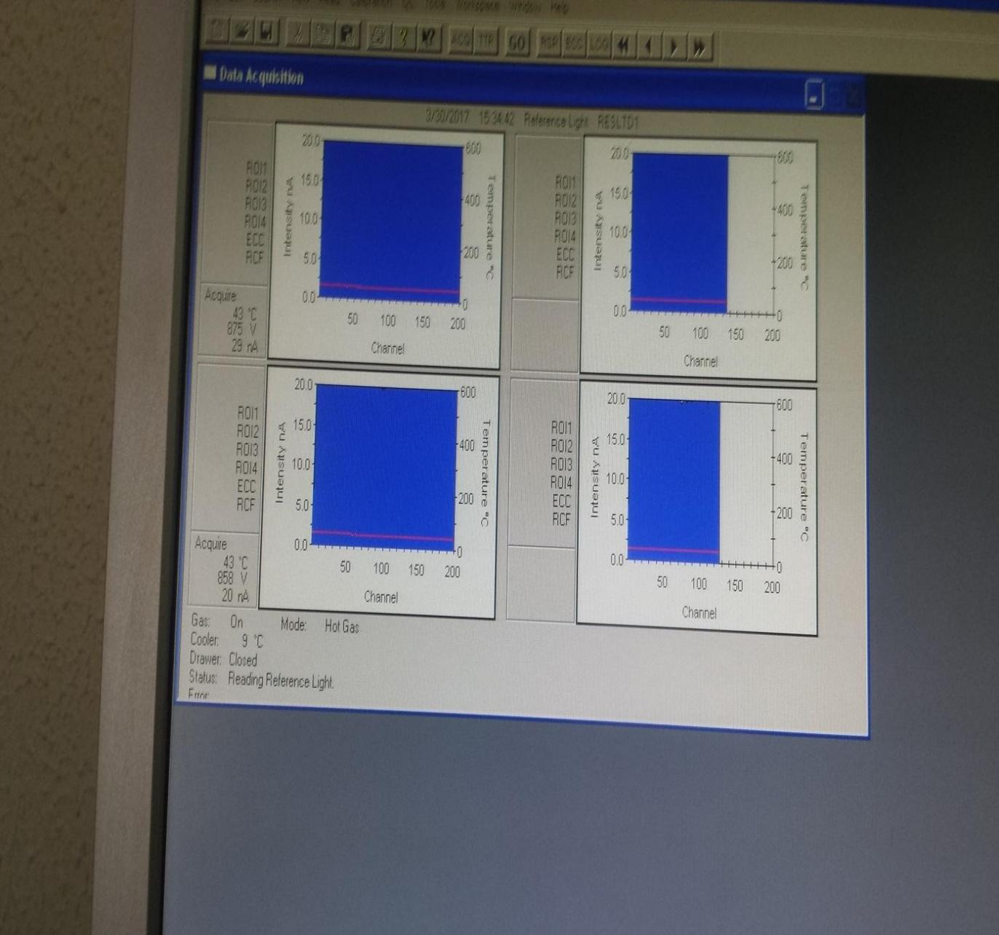 Workspace Window Help
ACQ TTP GO RSP ECC LOG
Data Acquisition
3/30/2017 15:34:42 Reference Light RESLTD1
ROI1
ROI2
ROI3
ROI4
ECC
RCF
Acquire
43 °C
875 V
29 nA
20.0
15.0
10.0
5.0
0.0
Intensity nA
600
400
200
0
Temperature °C
50 100 150 200
Channel
ROI1
ROI2
ROI3
ROI4
ECC
RCF
20.0
15.0
10.0
5.0
0.0
Intensity nA
600
400
200
0
Temperature °C
50 100 150 200
Channel
ROI1
ROI2
ROI3
ROI4
ECC
RCF
Acquire
43 °C
858 V
20 nA
20.0
15.0
10.0
5.0
0.0
Intensity nA
600
400
200
0
Temperature °C
50 100 150 200
Channel
ROI1
ROI2
ROI3
ROI4
ECC
RCF
20.0
15.0
10.0
5.0
0.0
Intensity nA
600
400
200
0
Temperature °C
50 100 150 200
Channel
Gas: On Mode: Hot Gas
Cooler: 9 °C
Drawer: Closed
Status: Reading Reference Light.
Error: